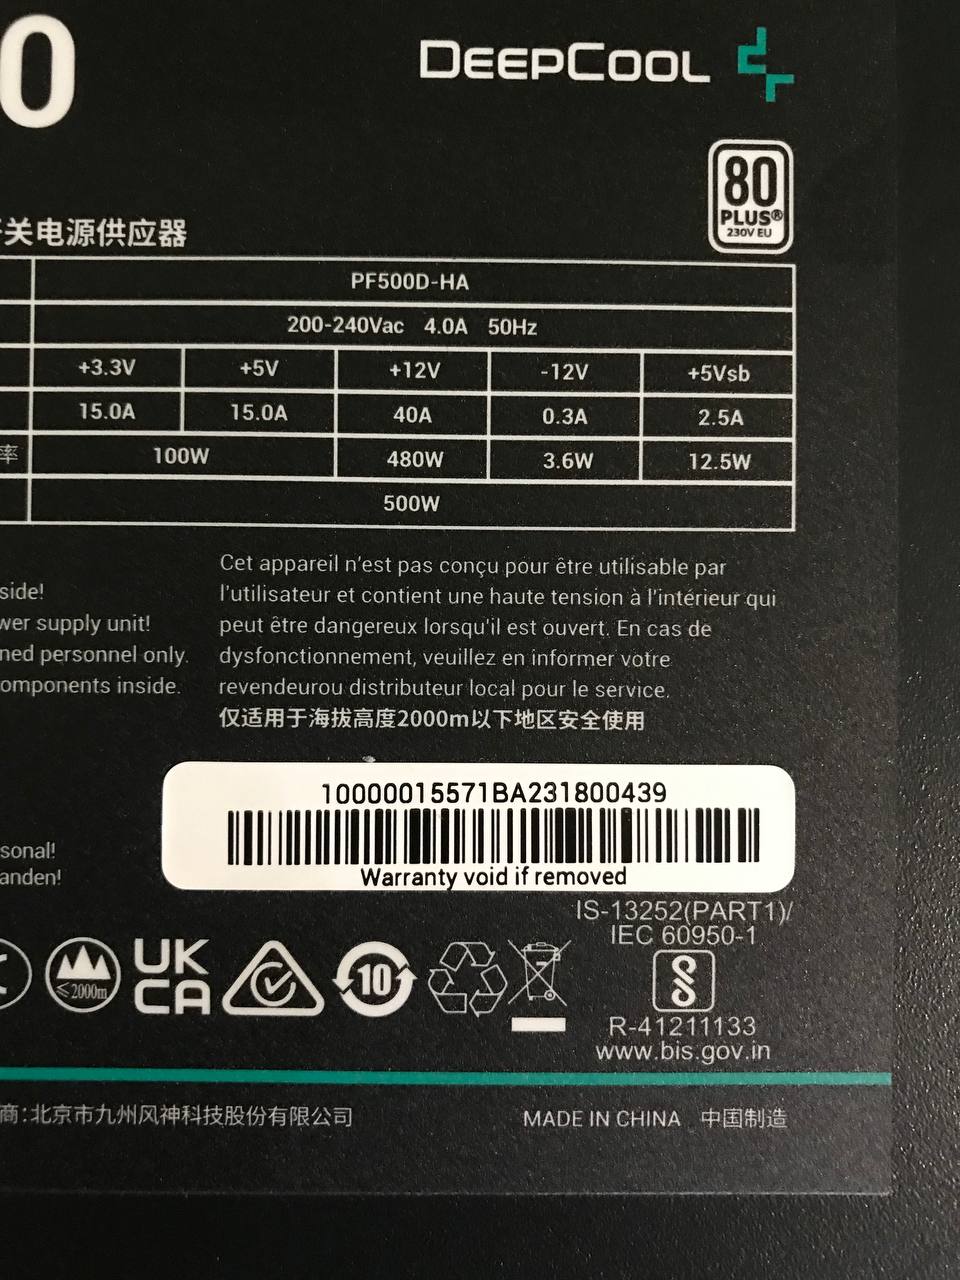 0
DEEPCOOL
80
PLUS®
230V EU
关电源供应器
PF500D-HA
200-240Vac 4.0A 50Hz
+3.3V +5V +12V -12V +5Vsb
15.0A 15.0A 40A 0.3A 2.5A
率 100W 480W 3.6W 12.5W
500W
side!
wer supply unit!
ned personnel only.
omponents inside.
Cet appareil n'est pas conçu pour être utilisable par
l'utilisateur et contient une haute tension à l'intérieur qui
peut être dangereux lorsqu'il est ouvert. En cas de
dysfonctionnement, veuillez en informer votre
revendeurou distributeur local pour le service.
仅适用于海拔高度2000m以下地区安全使用
10000015571BA231800439
Warranty void if removed
sonal!
anden!
IS-13252(PART1)/
IEC 60950-1
≤2000m
UK
CA
10
R-41211133
www.bis.gov.in
商:北京市九州风神科技股份有限公司
MADE IN CHINA 中国制造